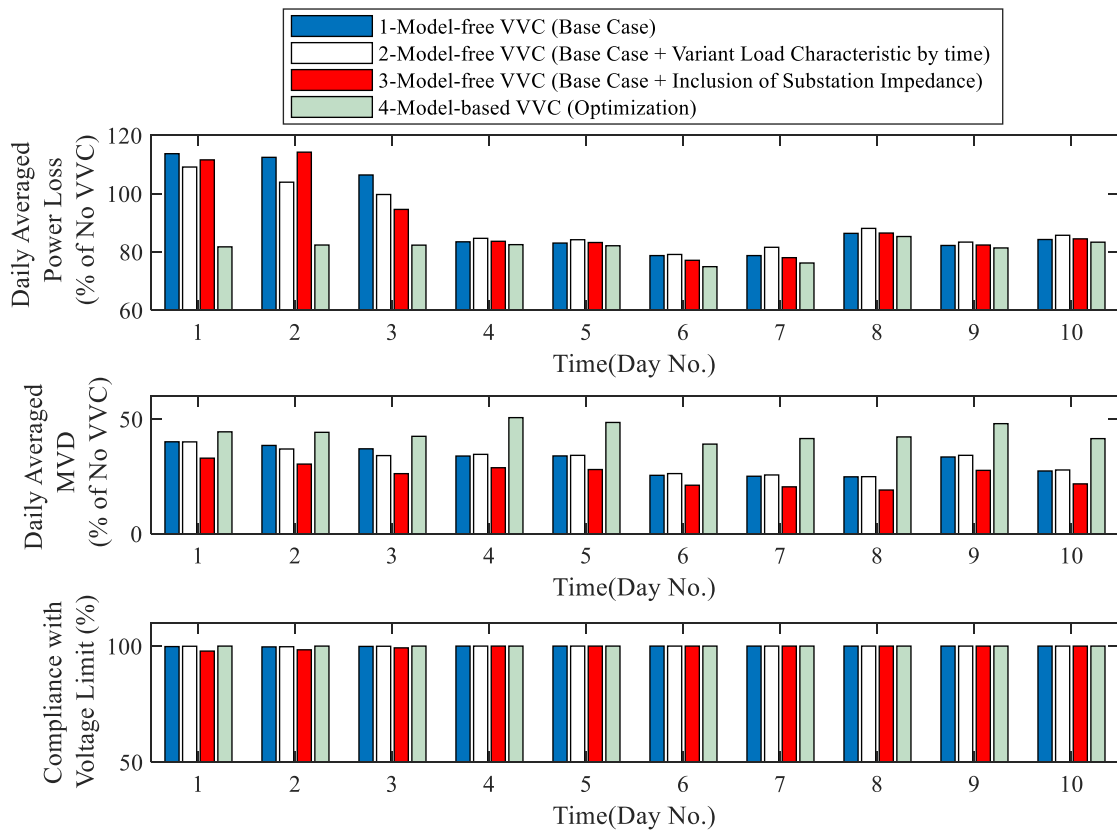 1-Model-free VVC (Base Case)
2-Model-free VVC (Base Case + Variant Load Characteristic by time)
3-Model-free VVC (Base Case + Inclusion of Substation Impedance)
4-Model-based VVC (Optimization)
Daily Averaged
Power Loss
(% of No VVC)
120
100
80
60
1 2 3 4 5 6 7 8 9 10
Time(Day No.)
Daily Averaged
MVD
(% of No VVC)
50
0
1 2 3 4 5 6 7 8 9 10
Time(Day No.)
Compliance with
Voltage Limit (%)
100
50
1 2 3 4 5 6 7 8 9 10
Time(Day No.)